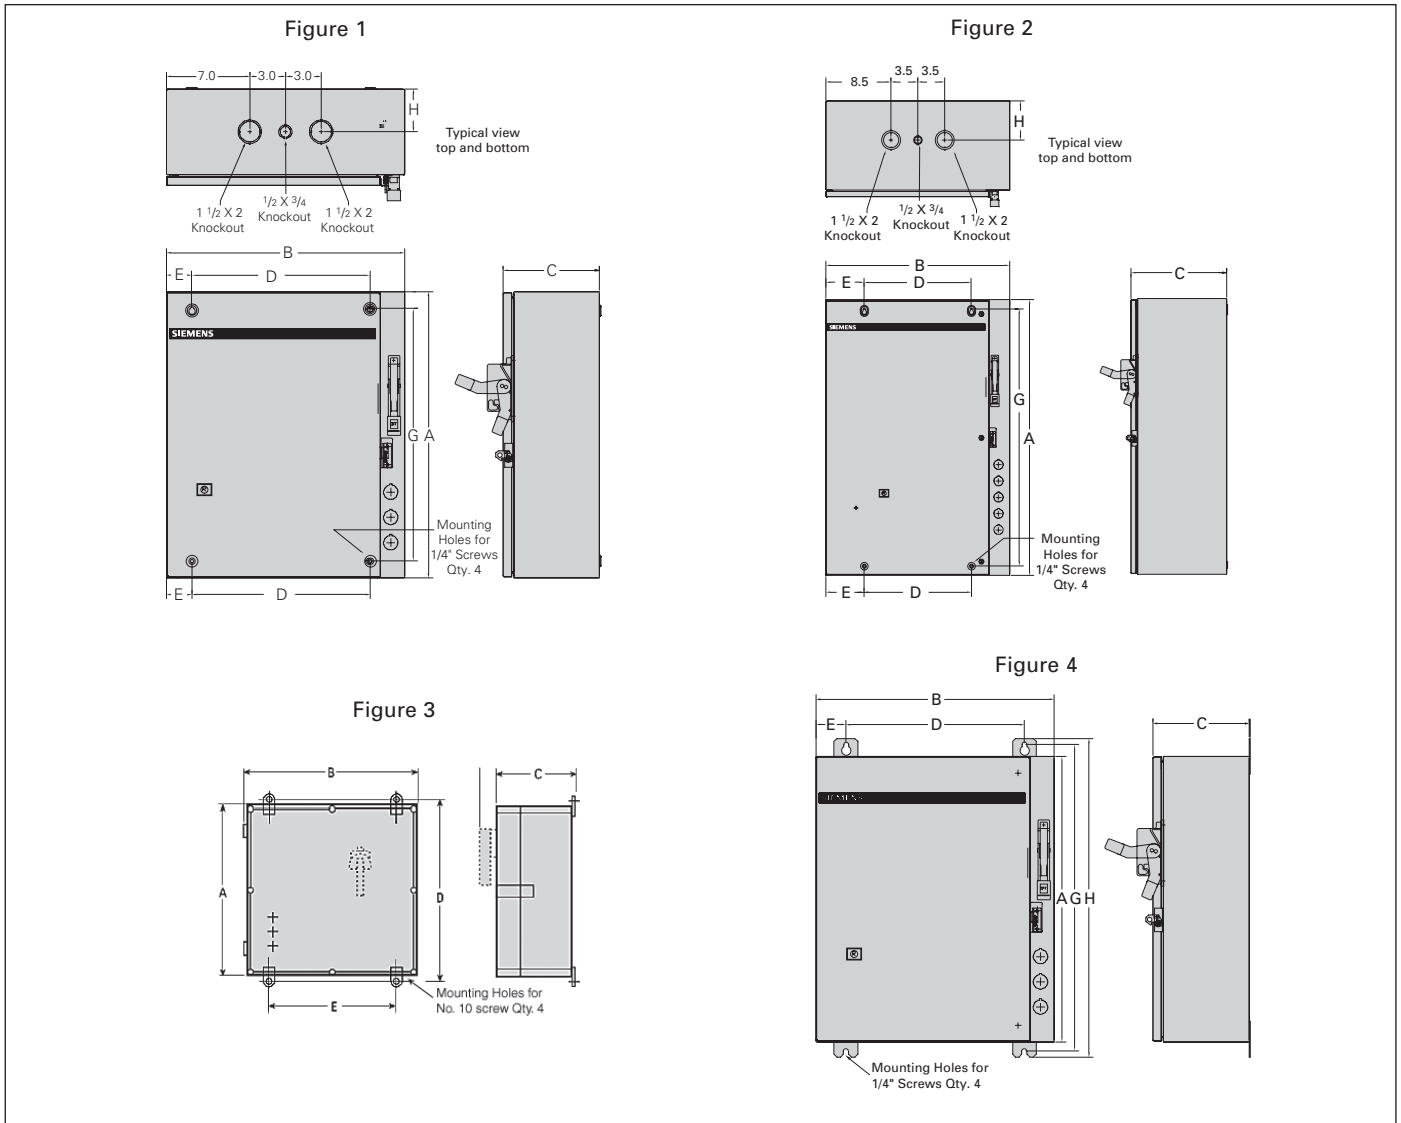 Figure 1
7.0
3.0
3.0
H
Typical view
top and bottom
1 1/2 X 2
Knockout
1/2 X 3/4
Knockout
1 1/2 X 2
Knockout
B
E
D
C
SIEMENS
G
A
Mounting
Holes for
1/4" Screws
Qty. 4
E
D
Figure 2
8.5
3.5
3.5
H
Typical view
top and bottom
1 1/2 X 2
Knockout
1/2 X 3/4
Knockout
1 1/2 X 2
Knockout
B
E
D
C
SIEMENS
G
A
Mounting
Holes for
1/4" Screws
Qty. 4
E
D
Figure 3
B
C
A
D
E
Mounting Holes for
No. 10 screw Qty. 4
Figure 4
B
E
D
C
SIEMENS
A
G
H
Mounting Holes for
1/4" Screws Qty. 4